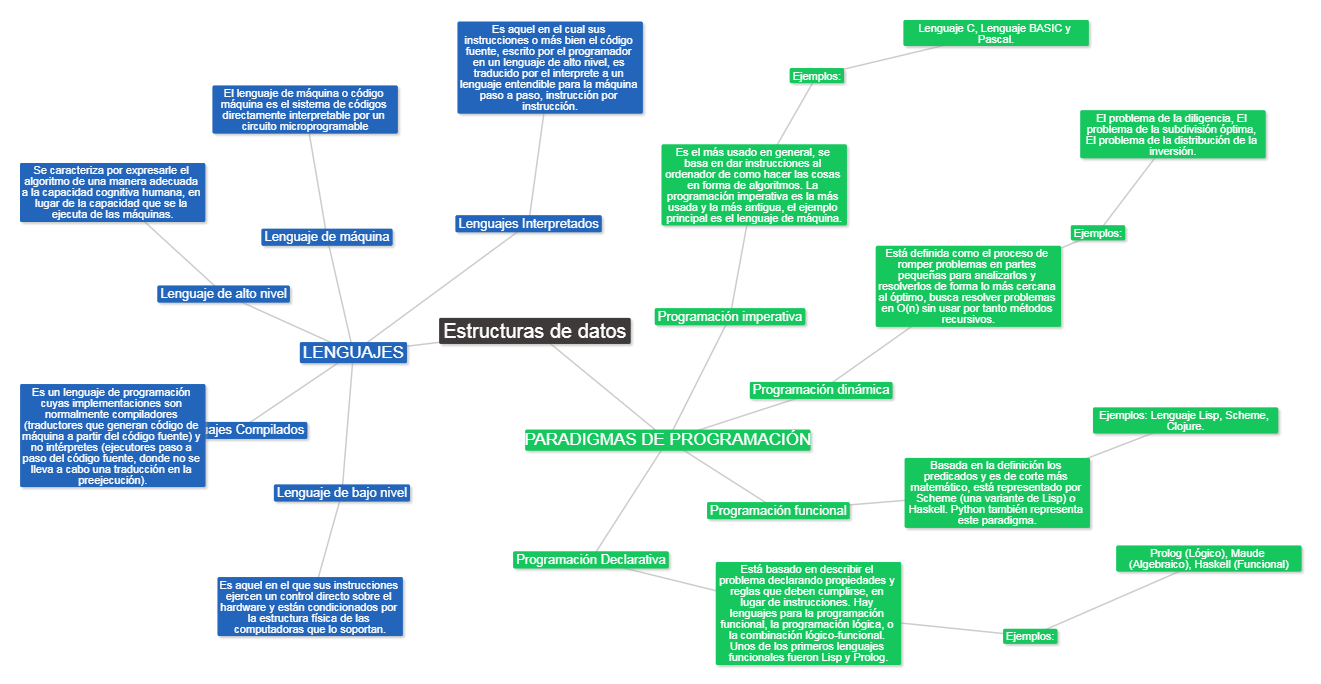 Es aquel en el cual sus
instrucciones o más bien el código
fuente, escrito por el programador
en un lenguaje de alto nivel, es
traducido por el interprete a un
lenguaje entendible para la máquina
paso a paso, instrucción por
instrucción.
El lenguaje de máquina o código
máquina es el sistema de códigos
directamente interpretable por un
circuito microprogramable
Se caracteriza por expresarle el
algoritmo de una manera adecuada
a la capacidad cognitiva humana, en
lugar de la capacidad que se la
ejecuta de las máquinas.
Lenguajes Interpretados
Lenguaje de máquina
Lenguaje de alto nivel
Estructuras de datos
LENGUAJES
Es un lenguaje de programación
cuyas implementaciones son
normalmente compiladores
(traductores que generan código de
máquina a partir del código fuente) y
no intérpretes (ejecutores paso a
paso del código fuente, donde no se
lleva a cabo una traducción en la
preejecución).
ajes Compilados
Lenguaje de bajo nivel
Es aquel en el que sus instrucciones
ejercen un control directo sobre el
hardware y están condicionados por
la estructura física de las
computadoras que lo soportan.
Lenguaje C, Lenguaje BASIC y
Pascal.
Ejemplos:
Es el más usado en general, se
basa en dar instrucciones al
ordenador de como hacer las cosas
en forma de algoritmos. La
programación imperativa es la más
usada y la más antigua, el ejemplo
principal es el lenguaje de máquina.
Programación imperativa
El problema de la diligencia, El
problema de la subdivisión óptima,
El problema de la distribución de la
inversión.
Ejemplos:
Está definida como el proceso de
romper problemas en partes
pequeñas para analizarlos y
resolverlos de forma lo más cercana
al óptimo, busca resolver problemas
en O(n) sin usar por tanto métodos
recursivos.
Programación dinámica
PARADIGMAS DE PROGRAMACIÓN
Ejemplos: Lenguaje Lisp, Scheme,
Clojure.
Basada en la definición los
predicados y es de corte más
matemático, está representado por
Scheme (una variante de Lisp) o
Haskell. Python también representa
este paradigma.
Programación funcional
Programación Declarativa
Está basado en describir el
problema declarando propiedades y
reglas que deben cumplirse, en
lugar de instrucciones. Hay
lenguajes para la programación
funcional, la programación lógica, o
la combinación lógico-funcional.
Unos de los primeros lenguajes
funcionales fueron Lisp y Prolog.
Prolog (Lógico), Maude
(Algebraico), Haskell (Funcional)
Ejemplos: